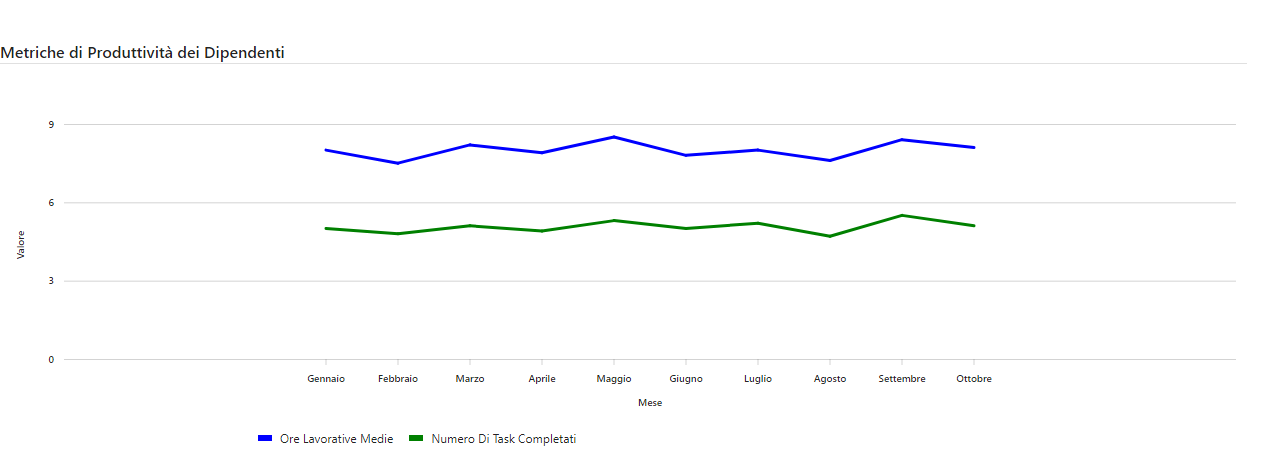 Metriche di Produttività dei Dipendenti
9
6
3
0
Valore
Gennaio Febbraio Marzo Aprile Maggio Giugno Luglio Agosto Settembre Ottobre
Mese
Ore Lavorative Medie Numero Di Task Completati